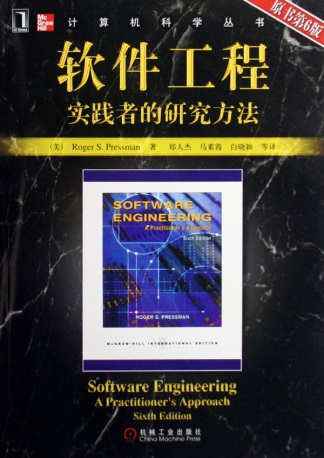 Mc
Graw
Hill
计算机科学丛书
原书第6版
软件工程
实践者的研究方法
(美) Roger S. Pressman 著 郑人杰 马素霞 白晓颖 等译
SOFTWARE
ENGINEERING
A Practitioner's Approach
Sixth Edition
ROGER S. PRESSMAN
MCGRAW-HILL INTERNATIONAL EDITION
Software Engineering
A Practitioner's Approach
Sixth Edition
机械工业出版社
China Machine Press